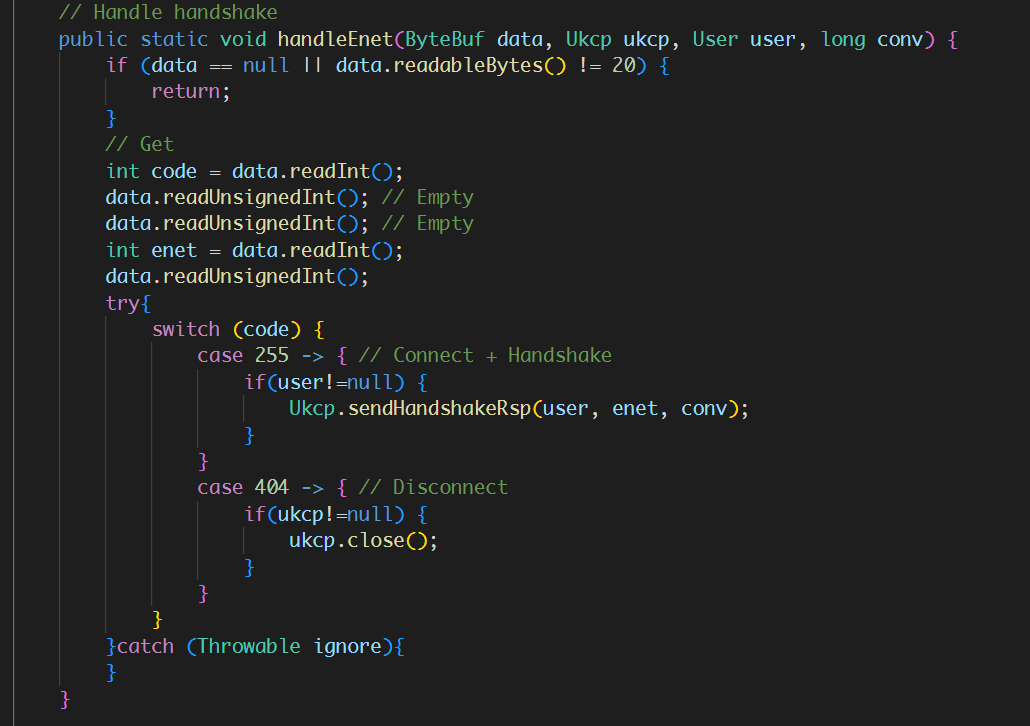 // Handle handshake
public static void handleEnet(ByteBuf data, Ukcp ukcp, User user, long conv) {
    if (data == null || data.readableBytes() != 20) {
        return;
    }
    // Get
    int code = data.readInt();
    data.readUnsignedInt(); // Empty
    data.readUnsignedInt(); // Empty
    int enet = data.readInt();
    data.readUnsignedInt();
    try{
        switch (code) {
            case 255 -> { // Connect + Handshake
                if(user!=null) {
                    Ukcp.sendHandshakeRsp(user, enet, conv);
                }
            }
            case 404 -> { // Disconnect
                if(ukcp!=null) {
                    ukcp.close();
                }
            }
        }
    }catch (Throwable ignore){
    }
}